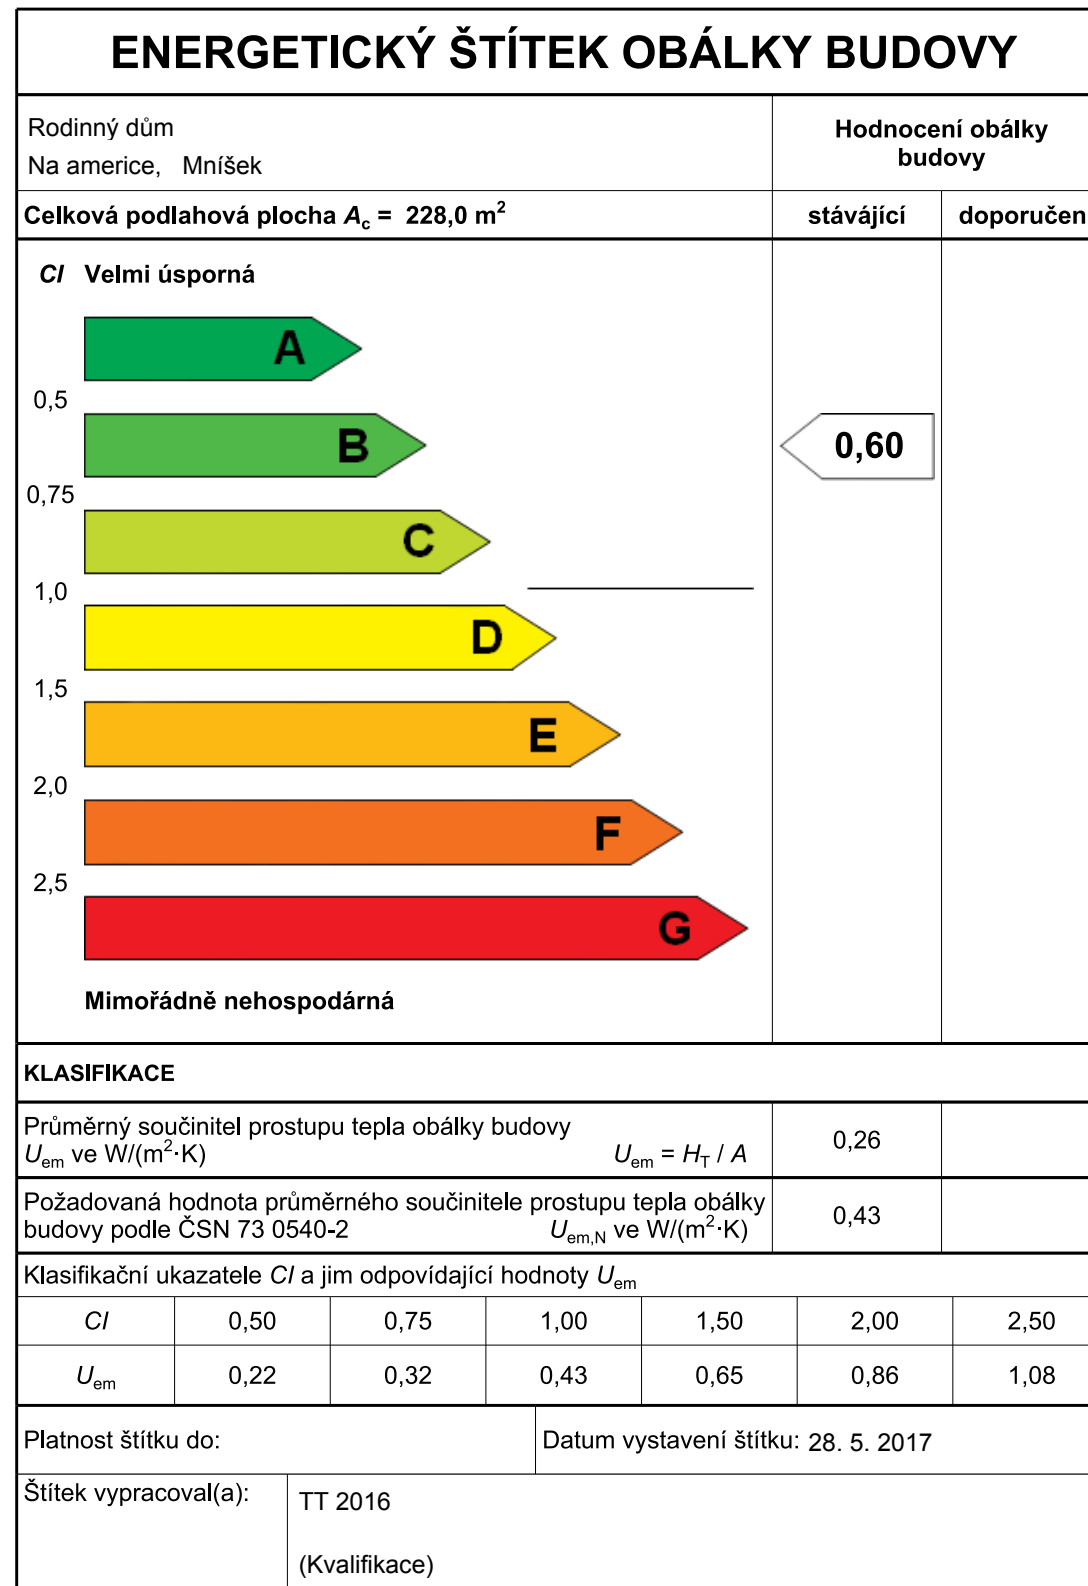 ENERGETICKÝ ŠTÍTEK OBÁLKY BUDOVY
Rodinný dům
Na americe, Mníšek
Hodnocení obálky
budovy
Celková podlahová plocha Ac = 228,0 m²
stávající
doporučen
CI Velmi úsporná
A
0,5
B
0,60
0,75
C
1,0
D
1,5
E
2,0
F
2,5
G
Mimořádně nehospodárná
KLASIFIKACE
Průměrný součinitel prostupu tepla obálky budovy
Uem ve W/(m²·K) Uem = HT / A
0,26
Požadovaná hodnota průměrného součinitele prostupu tepla obálky
budovy podle ČSN 73 0540-2 Uem,N ve W/(m²·K)
0,43
Klasifikační ukazatele CI a jim odpovídající hodnoty Uem
CI 0,50 0,75 1,00 1,50 2,00 2,50
Uem 0,22 0,32 0,43 0,65 0,86 1,08
Platnost štítku do:
Datum vystavení štítku: 28. 5. 2017
Štítek vypracoval(a):
TT 2016
(Kvalifikace)